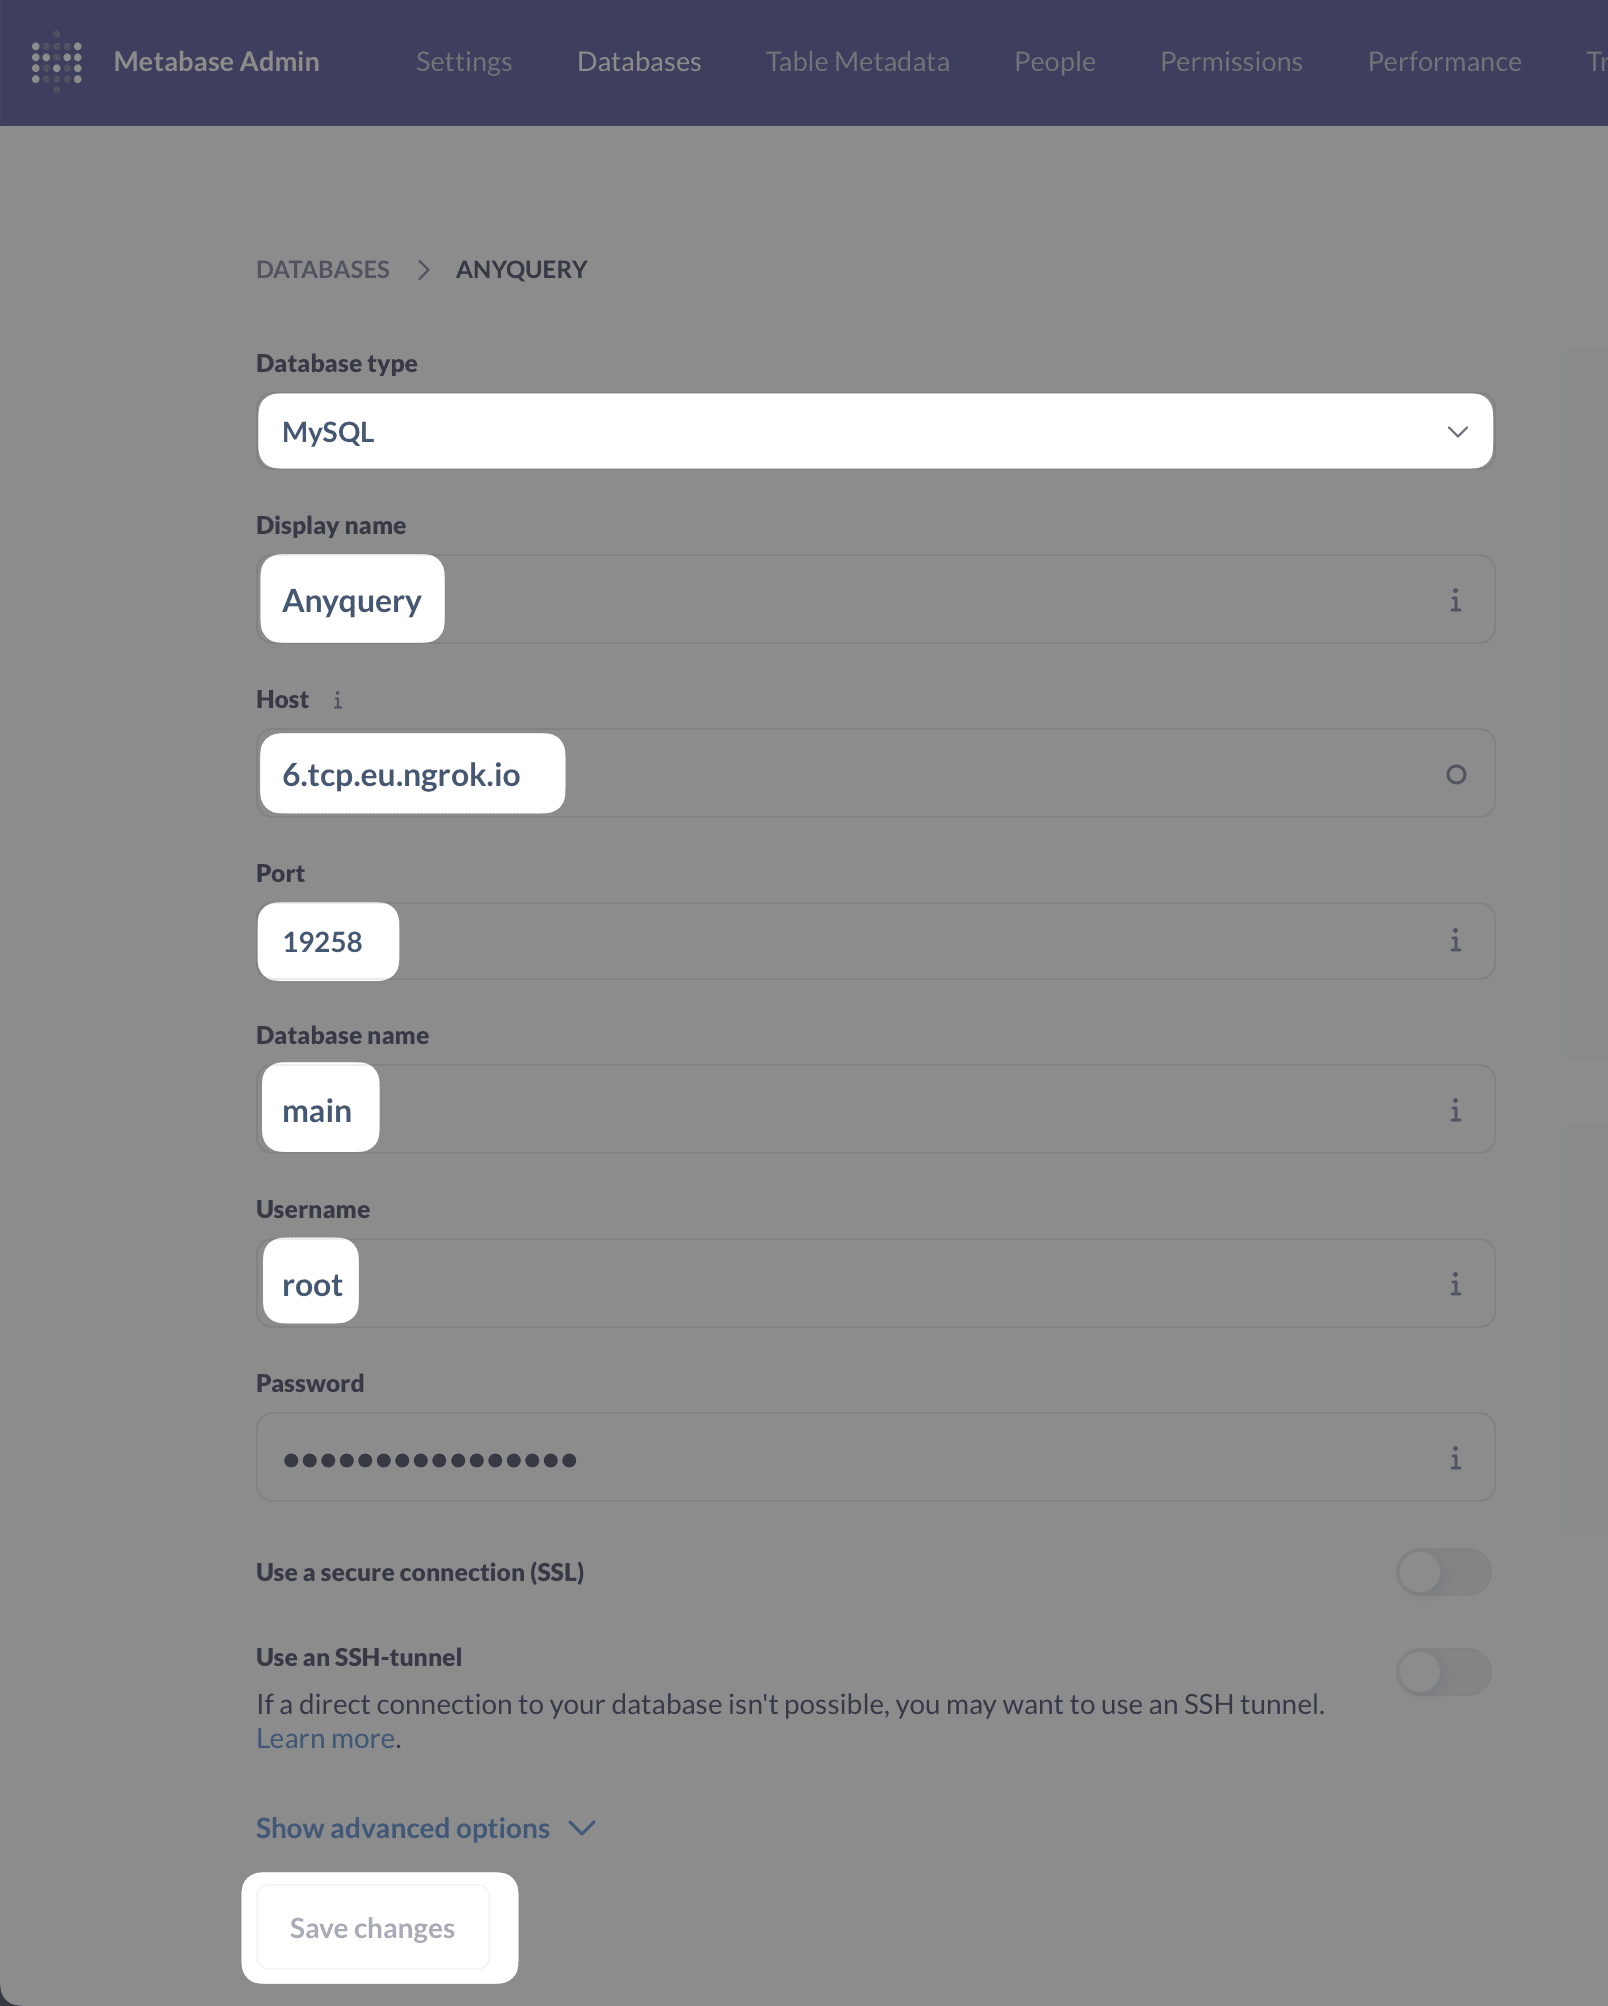 Metabase Admin Settings Databases Table Metadata People Permissions Performance Tr
DATABASES > ANYQUERY
Database type
MySQL
Display name
Anyquery
Host
6.tcp.eu.ngrok.io
Port
19258
Database name
main
Username
root
Password
••••••••••••••••
Use a secure connection (SSL)
Use an SSH-tunnel
If a direct connection to your database isn't possible, you may want to use an SSH tunnel.
Learn more.
Show advanced options
Save changes